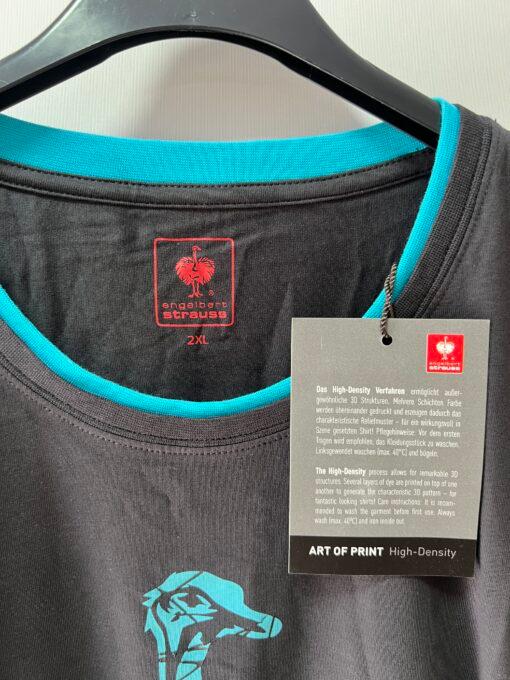 engelbert
strauss
2XL
engelbert
strauss
Das High-Density Verfahren ermöglicht außer-
gewöhnliche 3D Strukturen. Mehrere Schichten Farbe
werden übereinander gedruckt und erzeugen dadurch das
charakteristische Reliefmuster – für ein wirkungsvoll in
Szene gesetztes Shirt! Pflegehinweise: Vor dem ersten
Tragen wird empfohlen, das Kleidungsstück zu waschen.
Linksgewendet waschen (max. 40°C) und bügeln.
The High-Density process allows for remarkable 3D
structures. Several layers of dye are printed on top of one
another to generate the characteristic 3D pattern – for
fantastic looking shirts! Care instructions: It is recom-
mended to wash the garment before first use. Always
wash (max. 40°C) and iron inside out.
ART OF PRINT High-Density